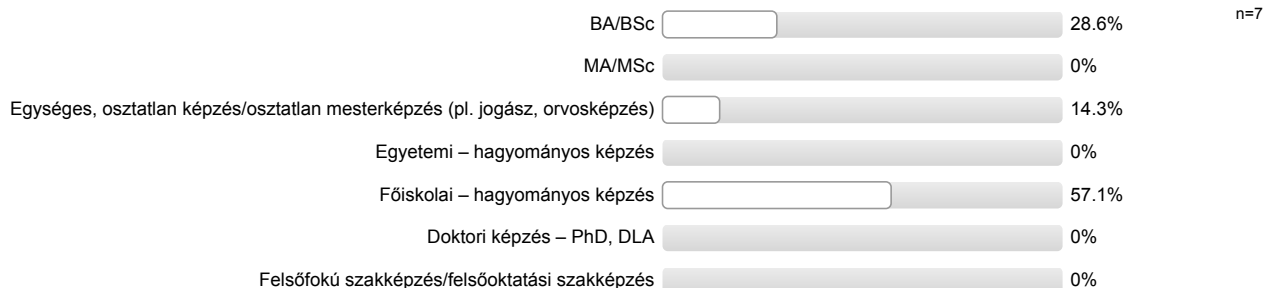 BA/BSc 28.6% n=7
MA/MSc 0%
Egységes, osztatlan képzés/osztatlan mesterképzés (pl. jogász, orvosképzés) 14.3%
Egyetemi – hagyományos képzés 0%
Főiskolai – hagyományos képzés 57.1%
Doktori képzés – PhD, DLA 0%
Felsőfokú szakképzés/felsőoktatási szakképzés 0%